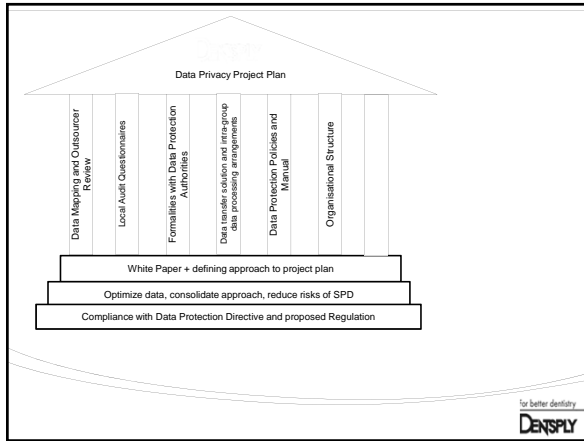 Data Privacy Project Plan
Data Mapping and Outsourcer
Review
Local Audit Questionnaires
Formalities with Data Protection
Authorities
Data transfer solution and intra-group
data processing arrangements
Data Protection Policies and
Manual
Organisational Structure
White Paper + defining approach to project plan
Optimize data, consolidate approach, reduce risks of SPD
Compliance with Data Protection Directive and proposed Regulation
For better dentistry
DENTSPLY